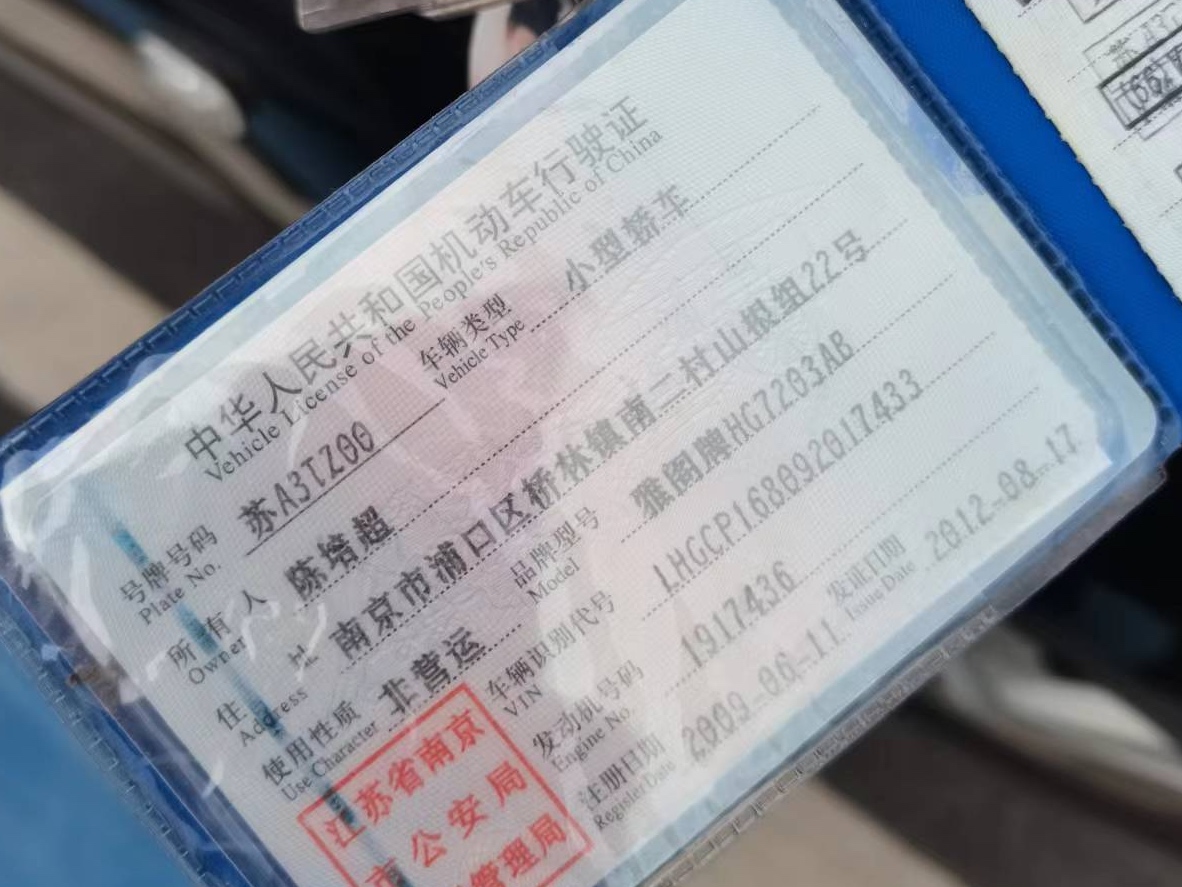 中华人民共和国机动车行驶证
Vehicle License of the People's Republic of China
号牌号码 苏A3TZ00 车辆类型 小型轿车
Plate No. Vehicle Type
所有人 陈培超
Owner
住址 南京市浦口区桥林镇南二村山根组22号
Address
使用性质 非营运 品牌型号 雅阁牌HG7203AB
Use Character Model
车辆识别代号 LHGCP168092017433
VIN
发动机号码 1917436
Engine No.
注册日期 2009-06-11 发证日期 2012-08-17
Register Date Issue Date
江苏省南京
市公安局
管理局